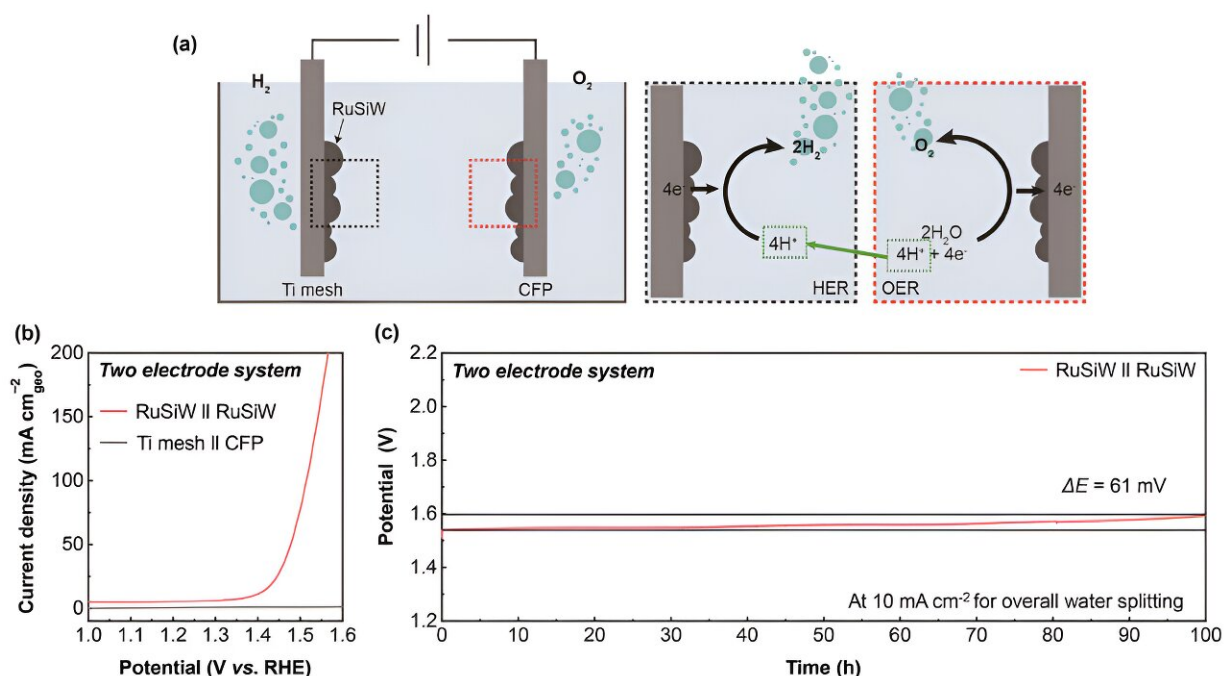 (a)
H₂
RuSiW
O₂
Ti mesh
CFP
2H₂
4e⁻
4H⁺
HER
O₂
4e⁻
2H₂O
4H⁺ + 4e⁻
OER
(b)
Two electrode system
RuSiW II RuSiW
Ti mesh II CFP
Current density (mA cm⁻²geo)
200
150
100
50
0
1.0 1.1 1.2 1.3 1.4 1.5 1.6
Potential (V vs. RHE)
(c)
Two electrode system
RuSiW II RuSiW
ΔE = 61 mV
At 10 mA cm⁻² for overall water splitting
Potential (V)
2.2
2.0
1.8
1.6
1.4
1.2
0 10 20 30 40 50 60 70 80 90 100
Time (h)